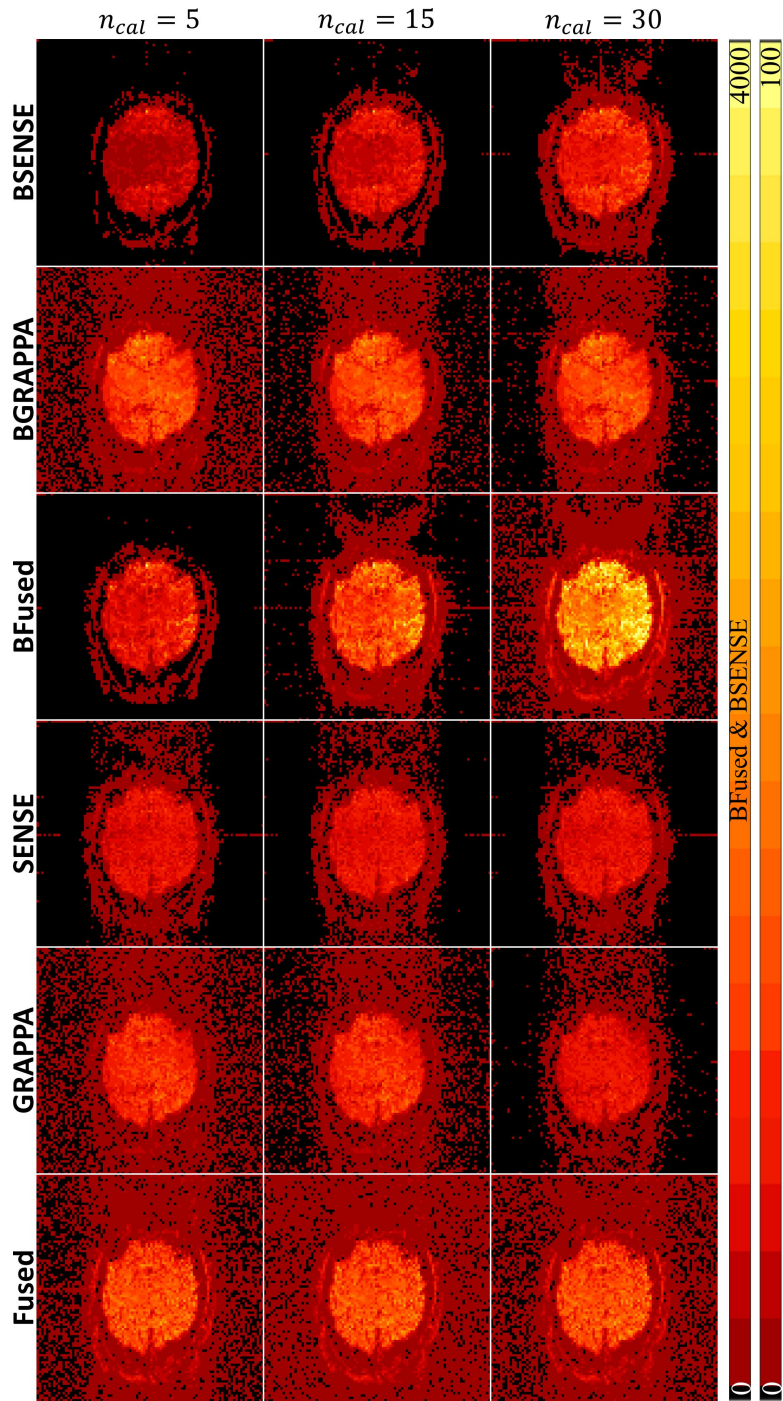 n_cal = 5
n_cal = 15
n_cal = 30
BSENSE
BGRAPPA
BFused
SENSE
GRAPPA
Fused
4000
BFused & BSENSE
0
100
0